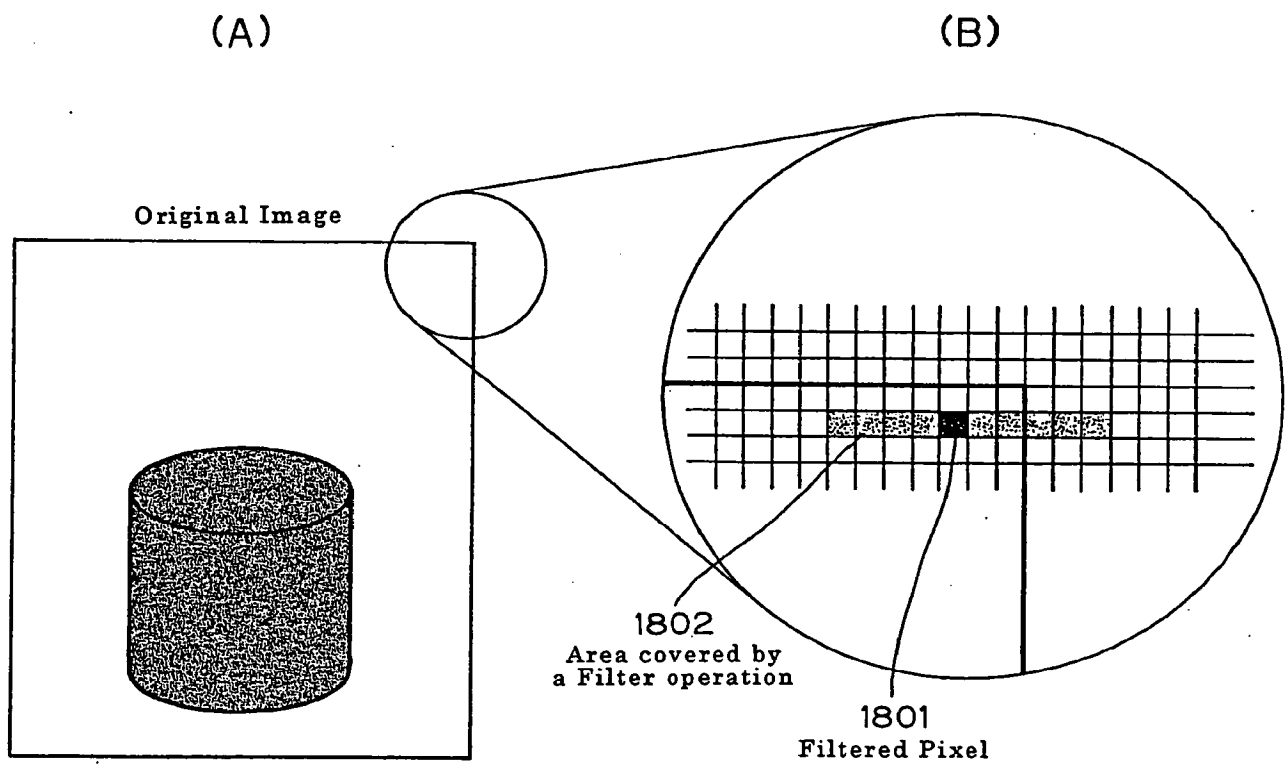 (A)
(B)
Original Image
1802
Area covered by
a Filter operation
1801
Filtered Pixel